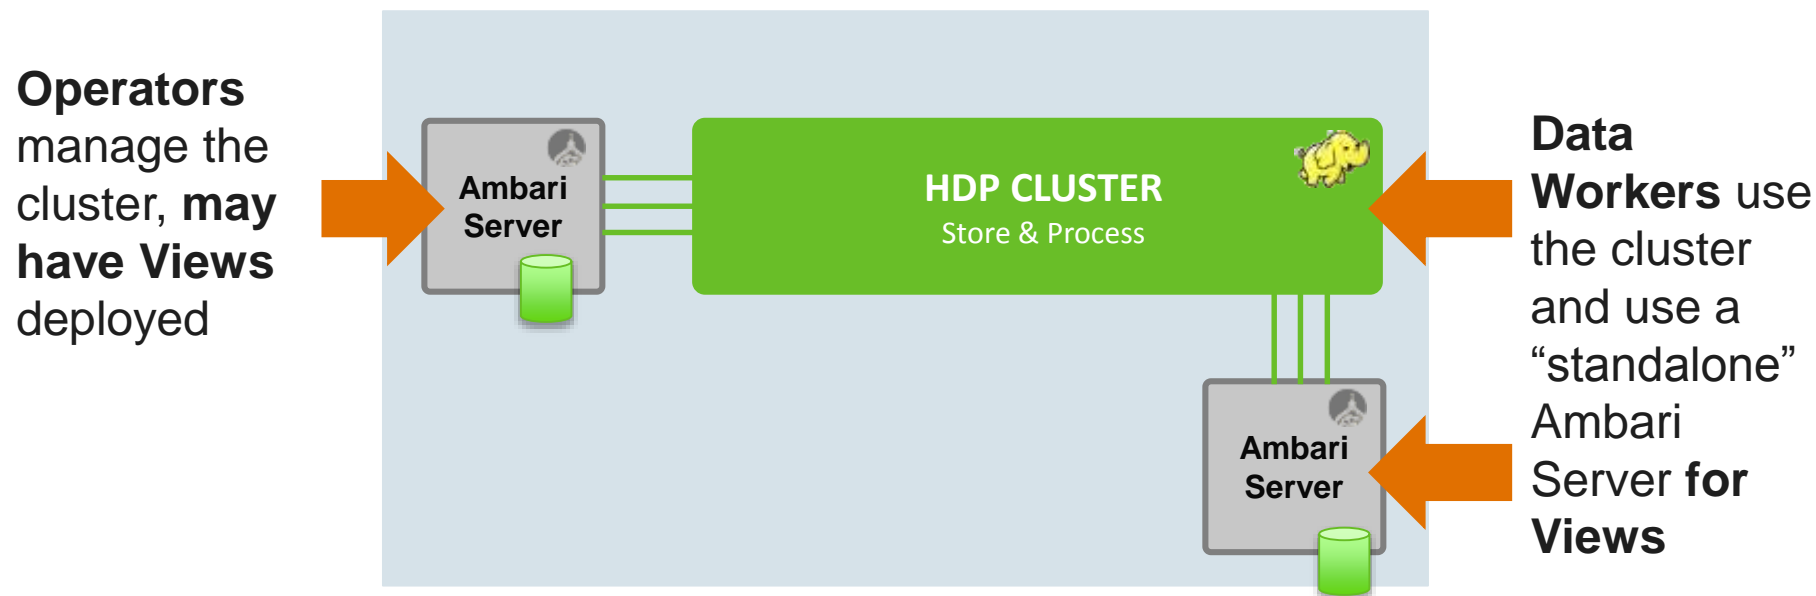 Operators
manage the
cluster, may
have Views
deployed
Ambari
Server
HDP CLUSTER
Store & Process
Ambari
Server
Data
Workers use
the cluster
and use a
“standalone”
Ambari
Server for
Views